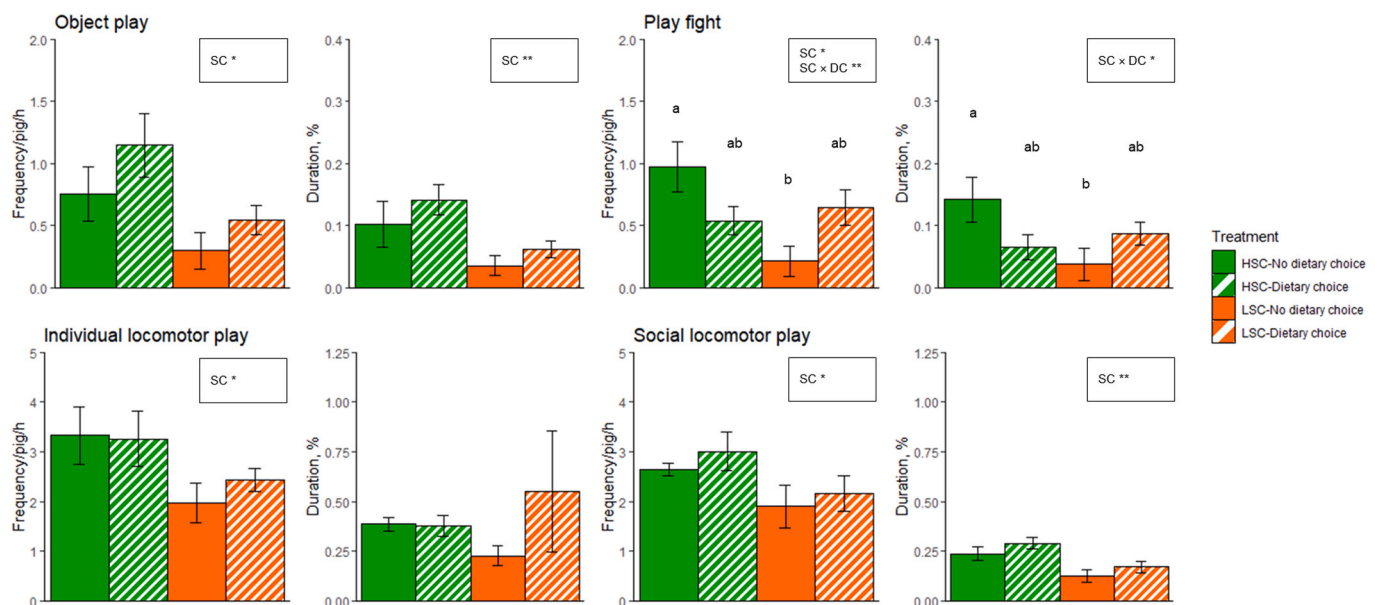 Object play
2.0
1.5
1.0
0.5
0.0
Frequency/pig/h
SC *
0.4
0.3
0.2
0.1
0.0
Duration, %
SC **
Play fight
2.0
1.5
1.0
0.5
0.0
Frequency/pig/h
SC *
SC × DC **
a
ab
b
ab
0.4
0.3
0.2
0.1
0.0
Duration, %
SC × DC *
a
ab
b
ab
Treatment
HSC-No dietary choice
HSC-Dietary choice
LSC-No dietary choice
LSC-Dietary choice
Individual locomotor play
5
4
3
2
1
0
Frequency/pig/h
SC *
1.25
1.00
0.75
0.50
0.25
0.00
Duration, %
Social locomotor play
5
4
3
2
1
0
Frequency/pig/h
SC *
1.25
1.00
0.75
0.50
0.25
0.00
Duration, %
SC **